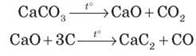 CaCO₃ —t°→ CaO + CO₂
CaO + 3C —t°→ CaC₂ + CO